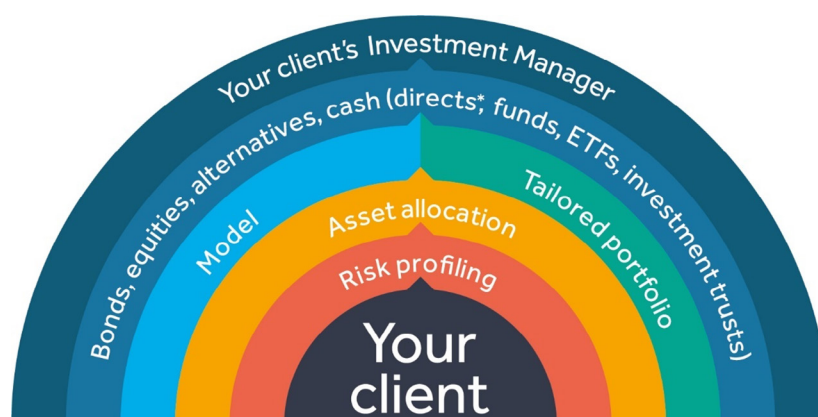 Your client's Investment Manager
Bonds, equities, alternatives, cash (directs*, funds, ETFs, investment trusts)
Model
Tailored portfolio
Asset allocation
Risk profiling
Your
client